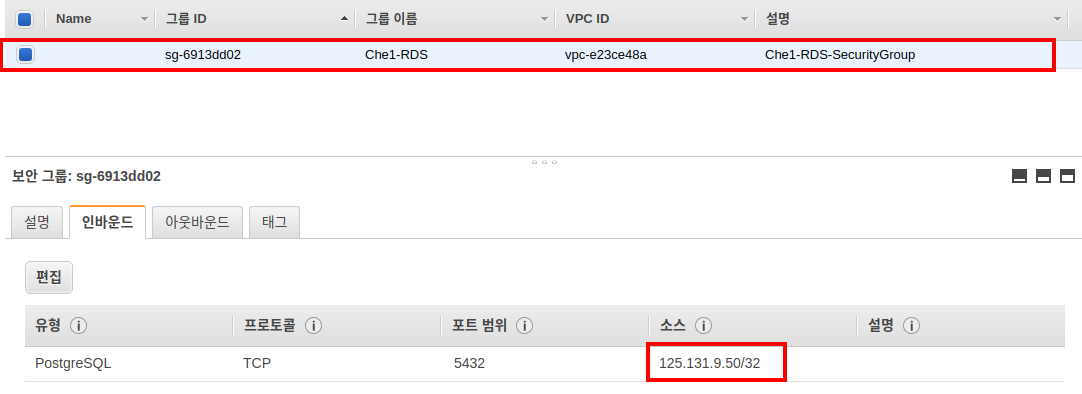 Name 그룹 ID 그룹 이름 VPC ID 설명
sg-6913dd02 Che1-RDS vpc-e23ce48a Che1-RDS-SecurityGroup
보안 그룹: sg-6913dd02
설명 인바운드 아웃바운드 태그
편집
유형 프로토콜 포트 범위 소스 설명
PostgreSQL TCP 5432 125.131.9.50/32